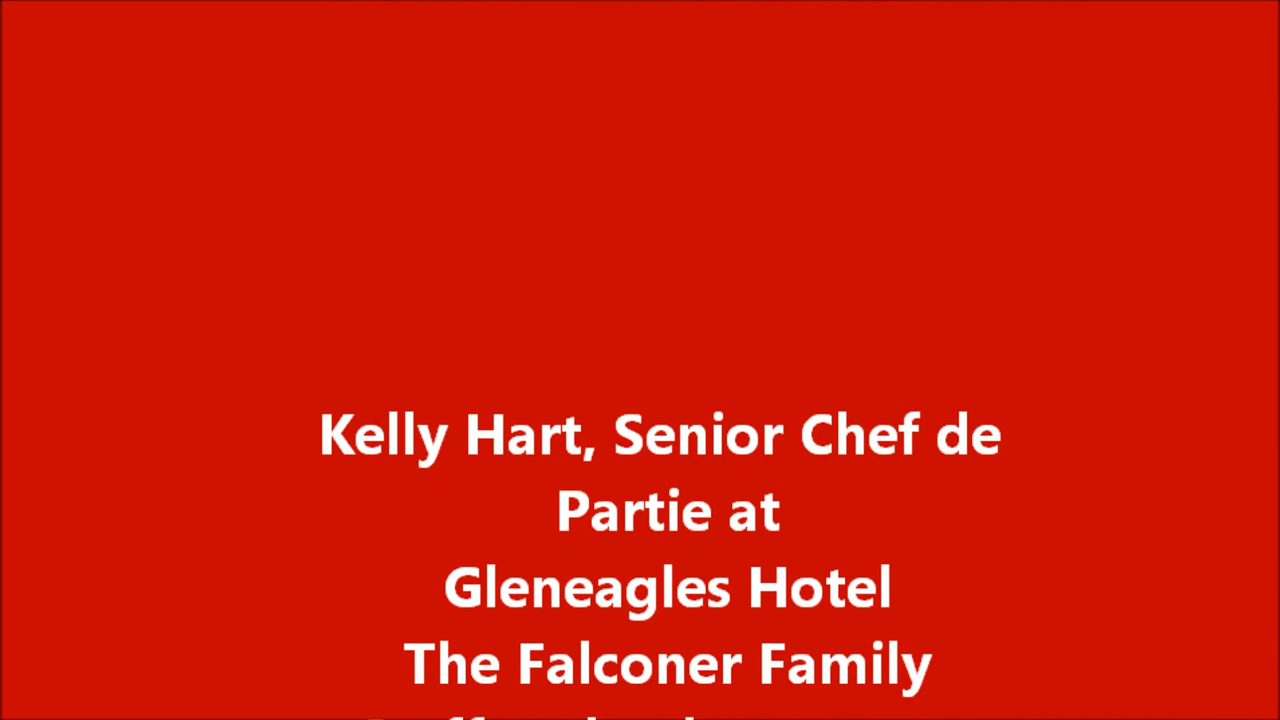 Kelly Hart, Senior Chef de
Partie at
Gleneagles Hotel
The Falconer Family